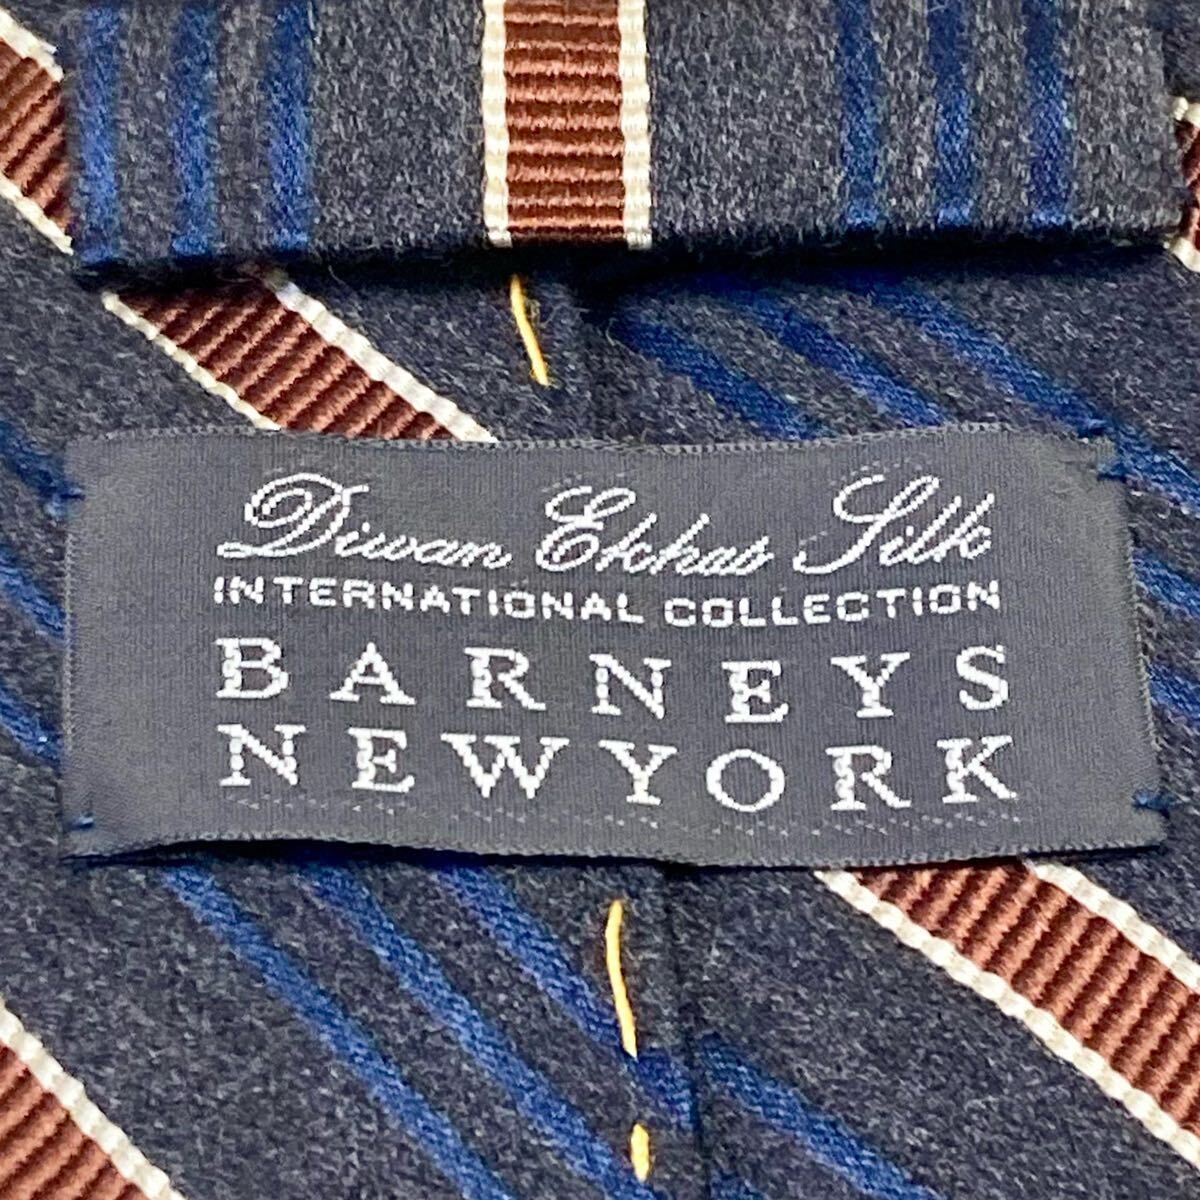 Diwan Ekhas Silk
INTERNATIONAL COLLECTION
BARNEYS
NEWYORK